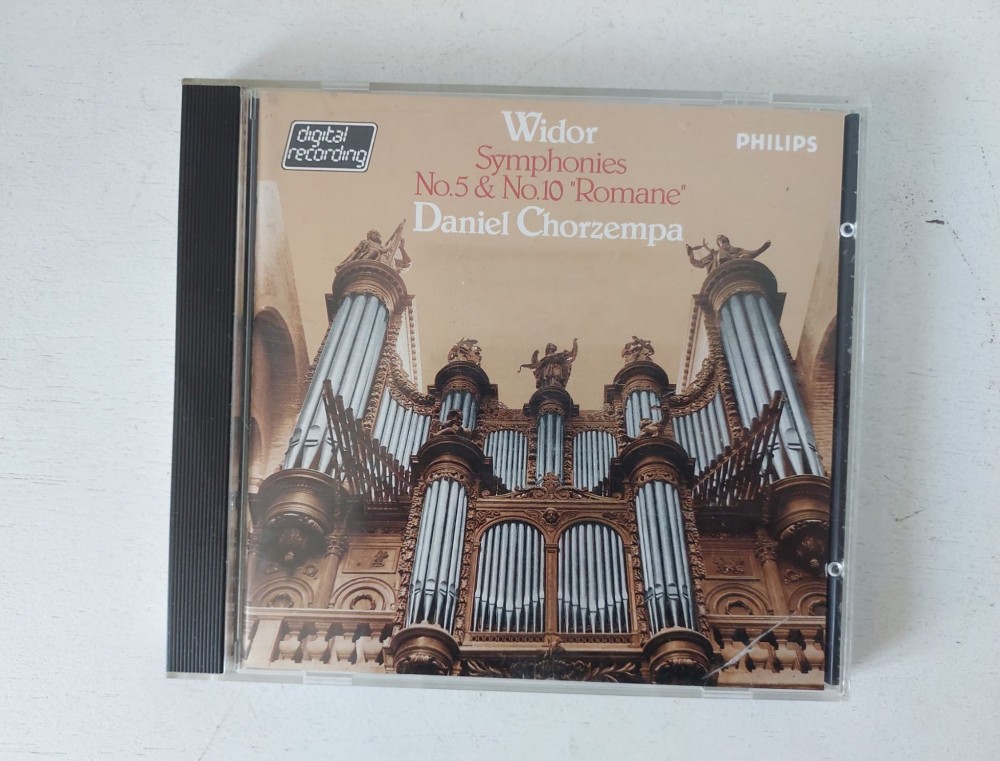 digital
recording
Widor
PHILIPS
Symphonies
No.5 & No.10 "Romane"
Daniel Chorzempa